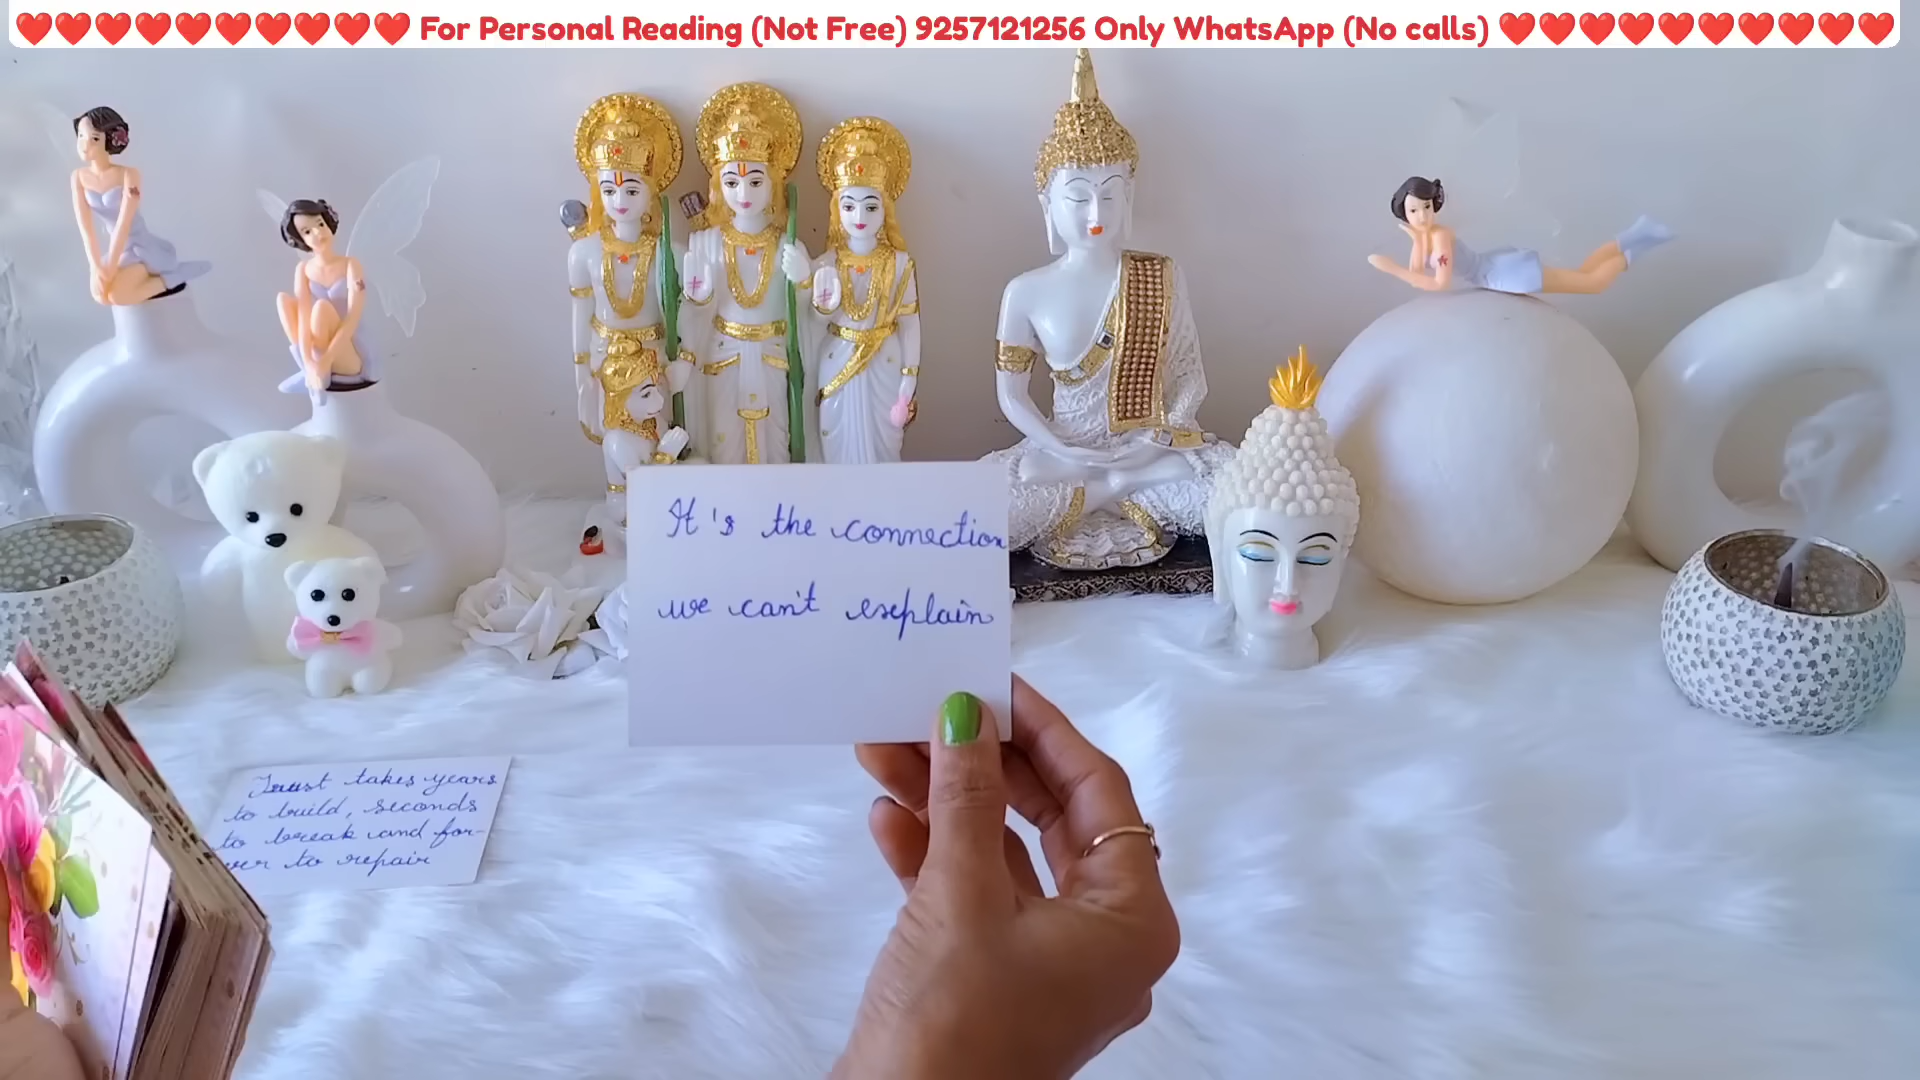 ❤️❤️❤️❤️❤️❤️❤️❤️❤️❤️ For Personal Reading (Not Free) 9257121256 Only WhatsApp (No calls) ❤️❤️❤️❤️❤️❤️❤️❤️❤️❤️
It's the connection
we can't explain
Trust takes years
to build, seconds
to break and for-
ver to repair